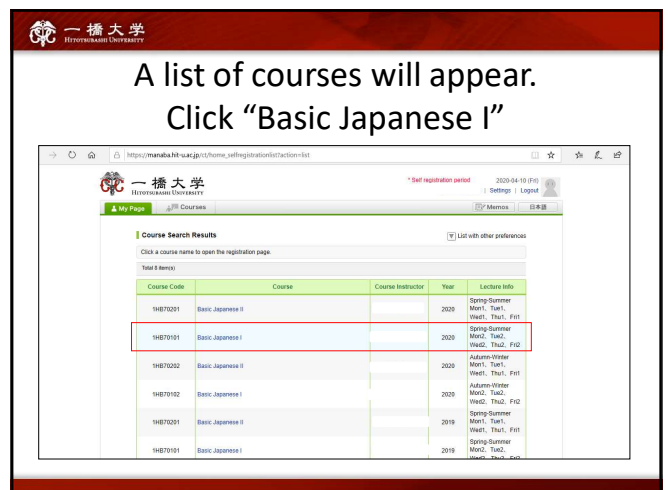 一橋大学
HITOTSUBASHI UNIVERSITY
A list of courses will appear.
Click “Basic Japanese I”
https://manaba.hit-u.ac.jp/ct/home_selfregistrationlist?action=list
一橋大学
HITOTSUBASHI UNIVERSITY
* Self registration period 2020-04-10 (Fri)
| Settings | Logout
My Page Courses Memos 日本語
Course Search Results List with other preferences
Click a course name to open the registration page.
Total 8 item(s)
Course Code Course Course Instructor Year Lecture Info
1HB70201 Basic Japanese II 2020 Spring-Summer
Mon1、Tue1、
Wed1、Thu1、Fri1
1HB70101 Basic Japanese I 2020 Spring-Summer
Mon2、Tue2、
Wed2、Thu2、Fri2
1HB70202 Basic Japanese II 2020 Autumn-Winter
Mon1、Tue1、
Wed1、Thu1、Fri1
1HB70102 Basic Japanese I 2020 Autumn-Winter
Mon2、Tue2、
Wed2、Thu2、Fri2
1HB70201 Basic Japanese II 2019 Spring-Summer
Mon1、Tue1、
Wed1、Thu1、Fri1
1HB70101 Basic Japanese I 2019 Spring-Summer
Mon2、Tue2、